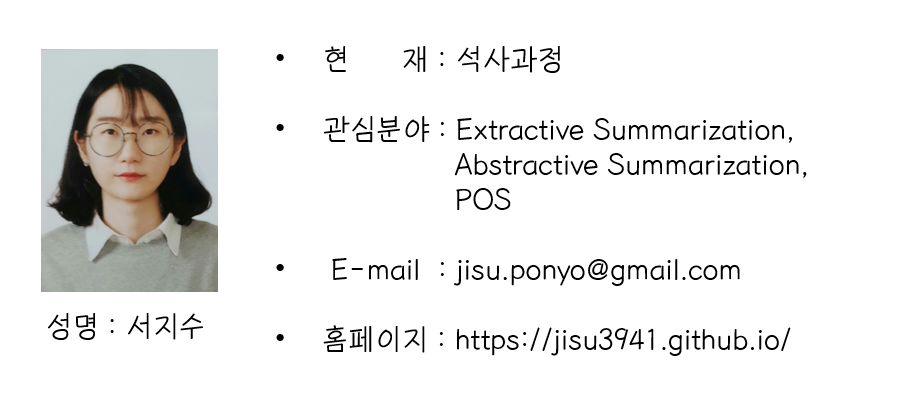 • 현 재 : 석사과정
• 관심분야 : Extractive Summarization,
Abstractive Summarization,
POS
• E-mail : jisu.ponyo@gmail.com
• 홈페이지 : https://jisu3941.github.io/
성명 : 서지수